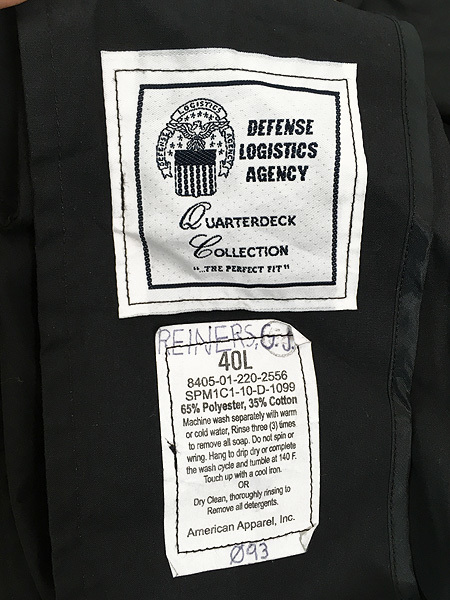 DEFENSE LOGISTICS AGENCY
DEFENSE
LOGISTICS
AGENCY
QUARTERDECK
COLLECTION
"...THE PERFECT FIT"
REINERS, G.J.
40L
8405-01-220-2556
SPM1C1-10-D-1099
65% Polyester, 35% Cotton
Machine wash separately with warm
or cold water, Rinse three (3) times
to remove all soap. Do not spin or
wring. Hang to drip dry or complete
the wash cycle and tumble at 140 F.
Touch up with a cool iron.
OR
Dry Clean, thoroughly rinsing to
Remove all detergents.
American Apparel, Inc.
Ø93